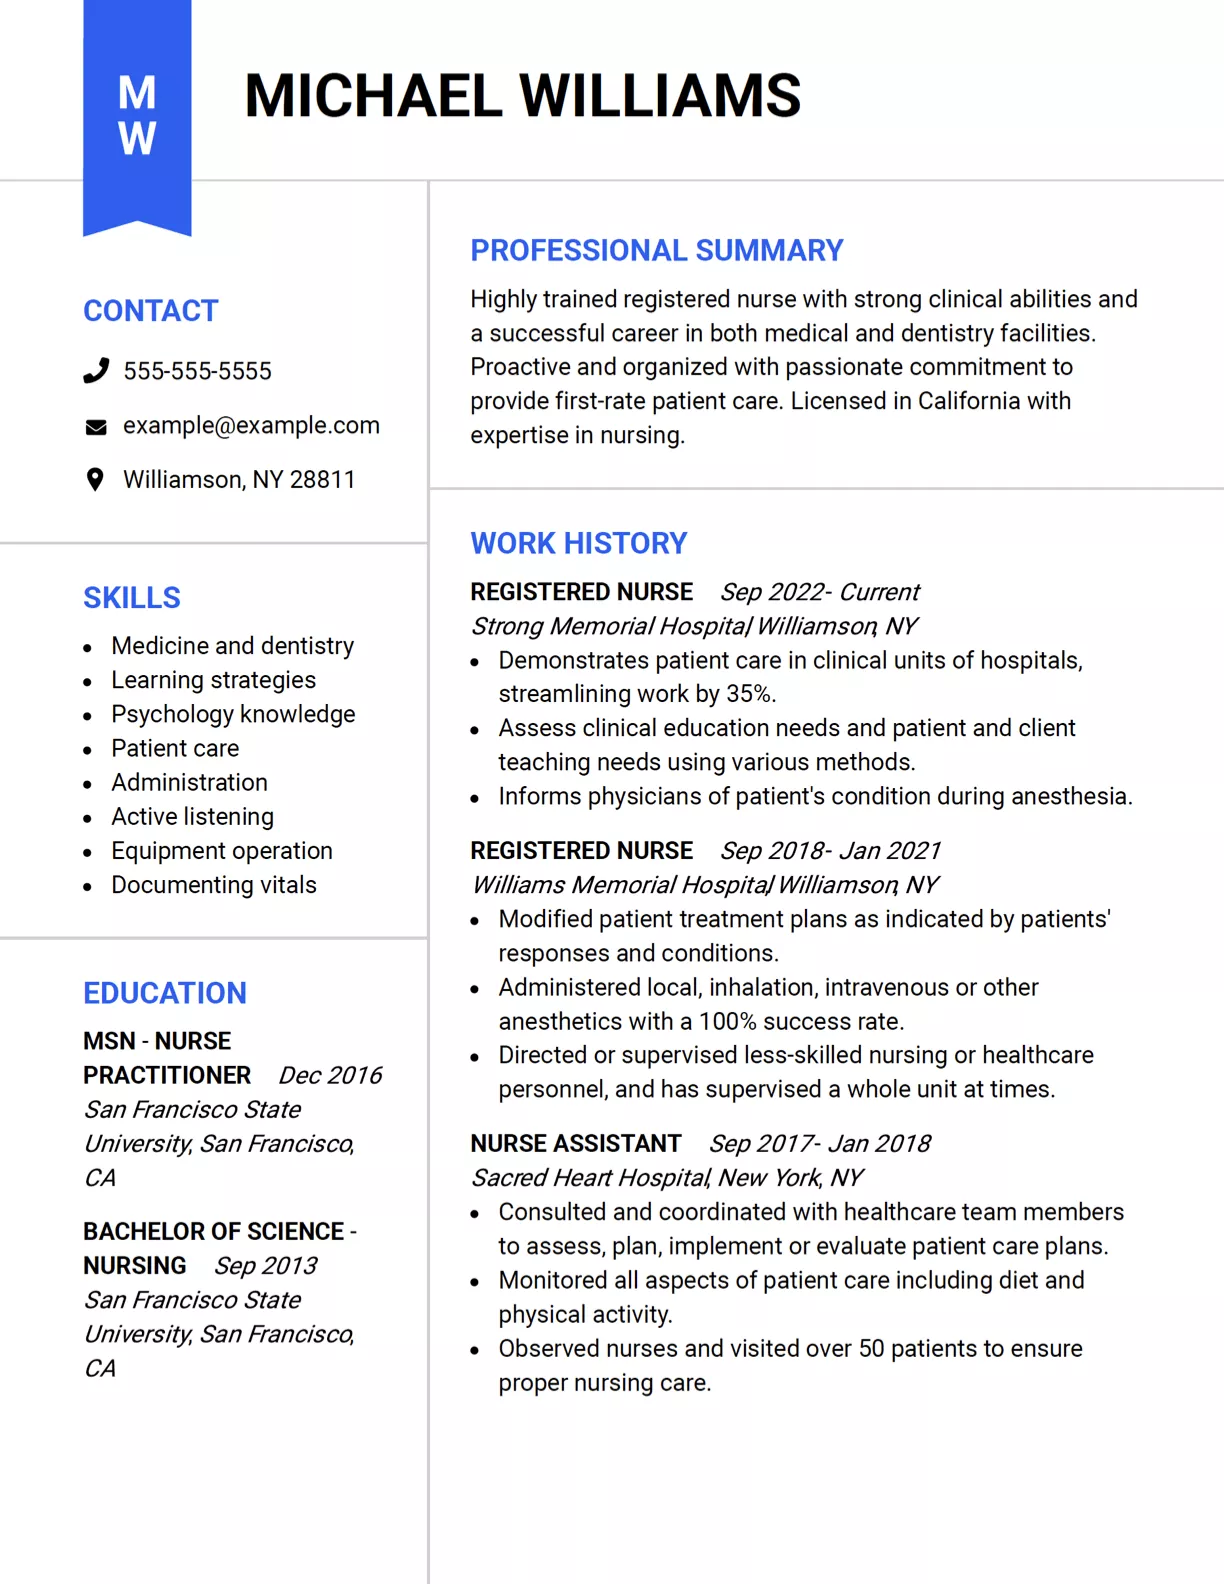 M
W
MICHAEL WILLIAMS
CONTACT
555-555-5555
example@example.com
Williamson, NY 28811
SKILLS
• Medicine and dentistry
• Learning strategies
• Psychology knowledge
• Patient care
• Administration
• Active listening
• Equipment operation
• Documenting vitals
EDUCATION
MSN - NURSE
PRACTITIONER Dec 2016
San Francisco State
University, San Francisco,
CA
BACHELOR OF SCIENCE -
NURSING Sep 2013
San Francisco State
University, San Francisco,
CA
PROFESSIONAL SUMMARY
Highly trained registered nurse with strong clinical abilities and
a successful career in both medical and dentistry facilities.
Proactive and organized with passionate commitment to
provide first-rate patient care. Licensed in California with
expertise in nursing.
WORK HISTORY
REGISTERED NURSE Sep 2022- Current
Strong Memorial Hospital, Williamson, NY
• Demonstrates patient care in clinical units of hospitals,
streamlining work by 35%.
• Assess clinical education needs and patient and client
teaching needs using various methods.
• Informs physicians of patient's condition during anesthesia.
REGISTERED NURSE Sep 2018- Jan 2021
Williams Memorial Hospital, Williamson, NY
• Modified patient treatment plans as indicated by patients'
responses and conditions.
• Administered local, inhalation, intravenous or other
anesthetics with a 100% success rate.
• Directed or supervised less-skilled nursing or healthcare
personnel, and has supervised a whole unit at times.
NURSE ASSISTANT Sep 2017- Jan 2018
Sacred Heart Hospital, New York, NY
• Consulted and coordinated with healthcare team members
to assess, plan, implement or evaluate patient care plans.
• Monitored all aspects of patient care including diet and
physical activity.
• Observed nurses and visited over 50 patients to ensure
proper nursing care.